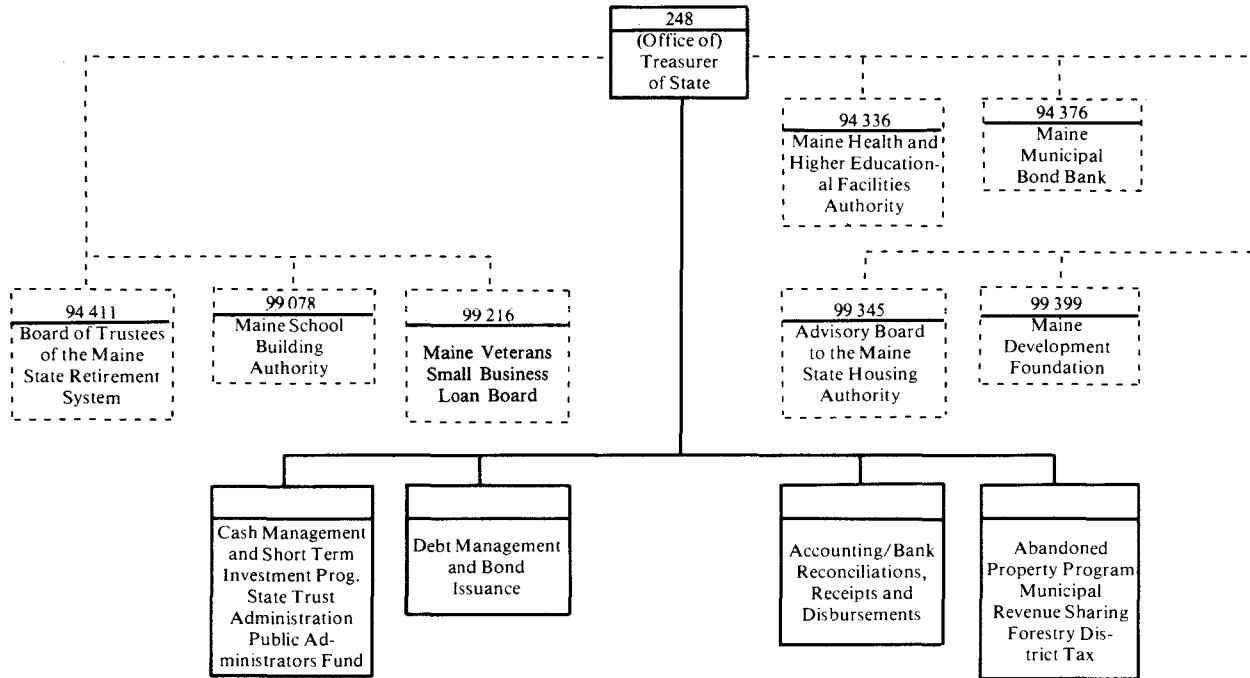 248
(Office of)
Treasurer
of State
94 336
Maine Health and
Higher Education-
al Facilities
Authority
94 376
Maine
Municipal
Bond Bank
94 411
Board of Trustees
of the Maine
State Retirement
System
99 078
Maine School
Building
Authority
99 216
Maine Veterans
Small Business
Loan Board
99 345
Advisory Board
to the Maine
State Housing
Authority
99 399
Maine
Development
Foundation
Cash Management
and Short Term
Investment Prog.
State Trust
Administration
Public Ad-
ministrators Fund
Debt Management
and Bond
Issuance
Accounting/Bank
Reconciliations,
Receipts and
Disbursements
Abandoned
Property Program
Municipal
Revenue Sharing
Forestry Dis-
trict Tax